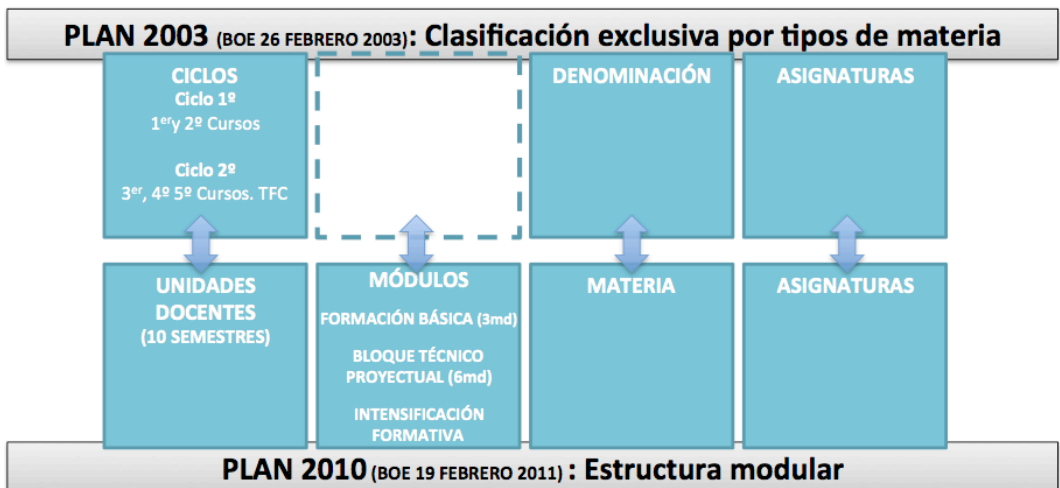 PLAN 2003 (BOE 26 FEBRERO 2003): Clasificación exclusiva por tipos de materia
CICLOS
Ciclo 1º
1ᵉʳy 2º Cursos
Ciclo 2º
3ᵉʳ, 4º 5º Cursos. TFC
DENOMINACIÓN
ASIGNATURAS
UNIDADES
DOCENTES
(10 SEMESTRES)
MÓDULOS
FORMACIÓN BÁSICA (3md)
BLOQUE TÉCNICO
PROYECTUAL (6md)
INTENSIFICACIÓN
FORMATIVA
MATERIA
ASIGNATURAS
PLAN 2010 (BOE 19 FEBRERO 2011) : Estructura modular